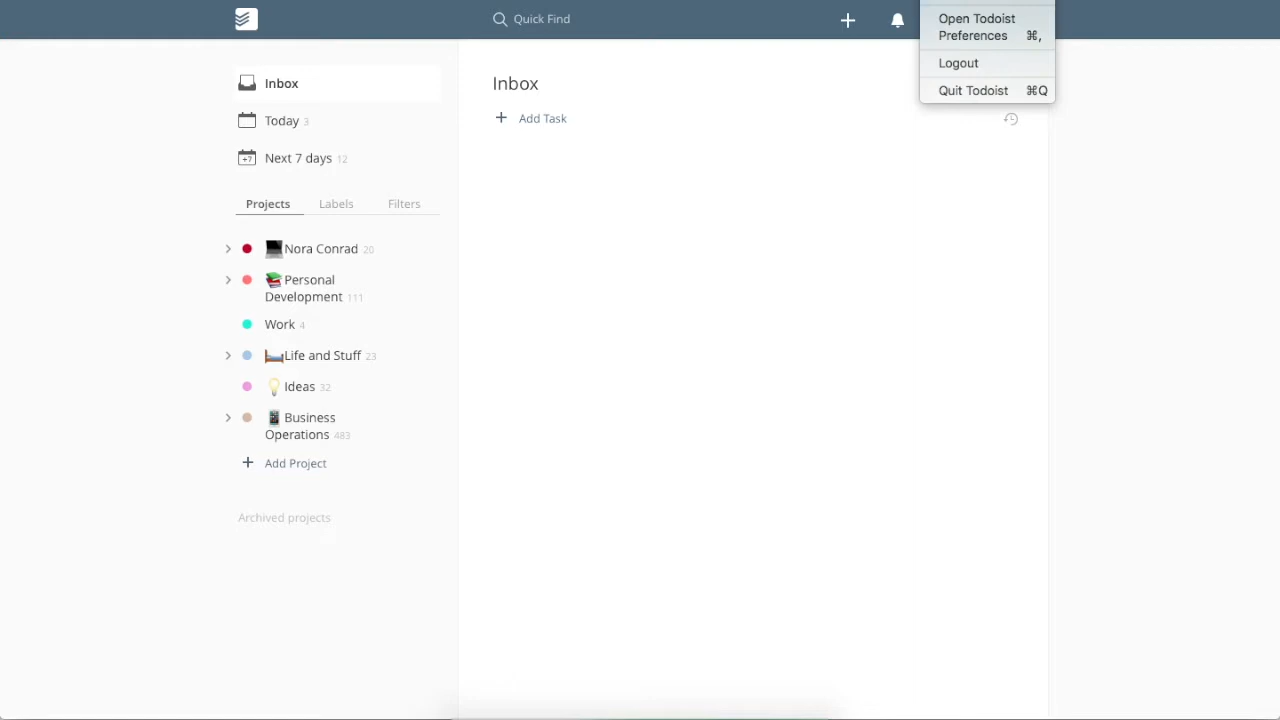 Quick Find
Open Todoist
Preferences ⌘,
Logout
Quit Todoist ⌘Q
Inbox
Today 3
+7
Next 7 days 12
Projects Labels Filters
Nora Conrad 20
Personal
Development 111
Work 4
Life and Stuff 23
Ideas 32
Business
Operations 483
Add Project
Archived projects
Inbox
Add Task